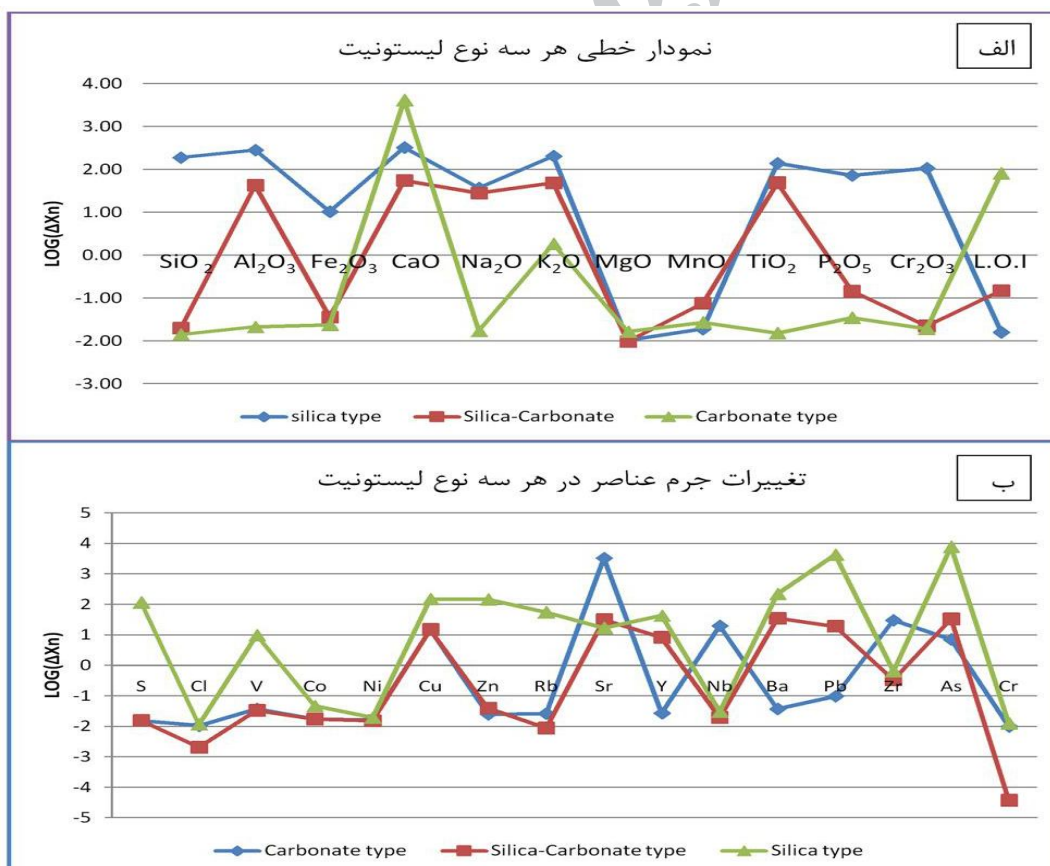 الف
نمودار خطی هر سه نوع لیستونیت
4.00
3.00
2.00
1.00
0.00
-1.00
-2.00
-3.00
LOG(ΔXn)
SiO₂ Al₂O₃ Fe₂O₃ CaO Na₂O K₂O MgO MnO TiO₂ P₂O₅ Cr₂O₃ L.O.I
silica type Silica-Carbonate Carbonate type
ب
تغییرات جرم عناصر در هر سه نوع لیستونیت
5
4
3
2
1
0
-1
-2
-3
-4
-5
LOG(ΔXn)
S Cl V Co Ni Cu Zn Rb Sr Y Nb Ba Pb Zr As Cr
Carbonate type Silica-Carbonate type Silica type